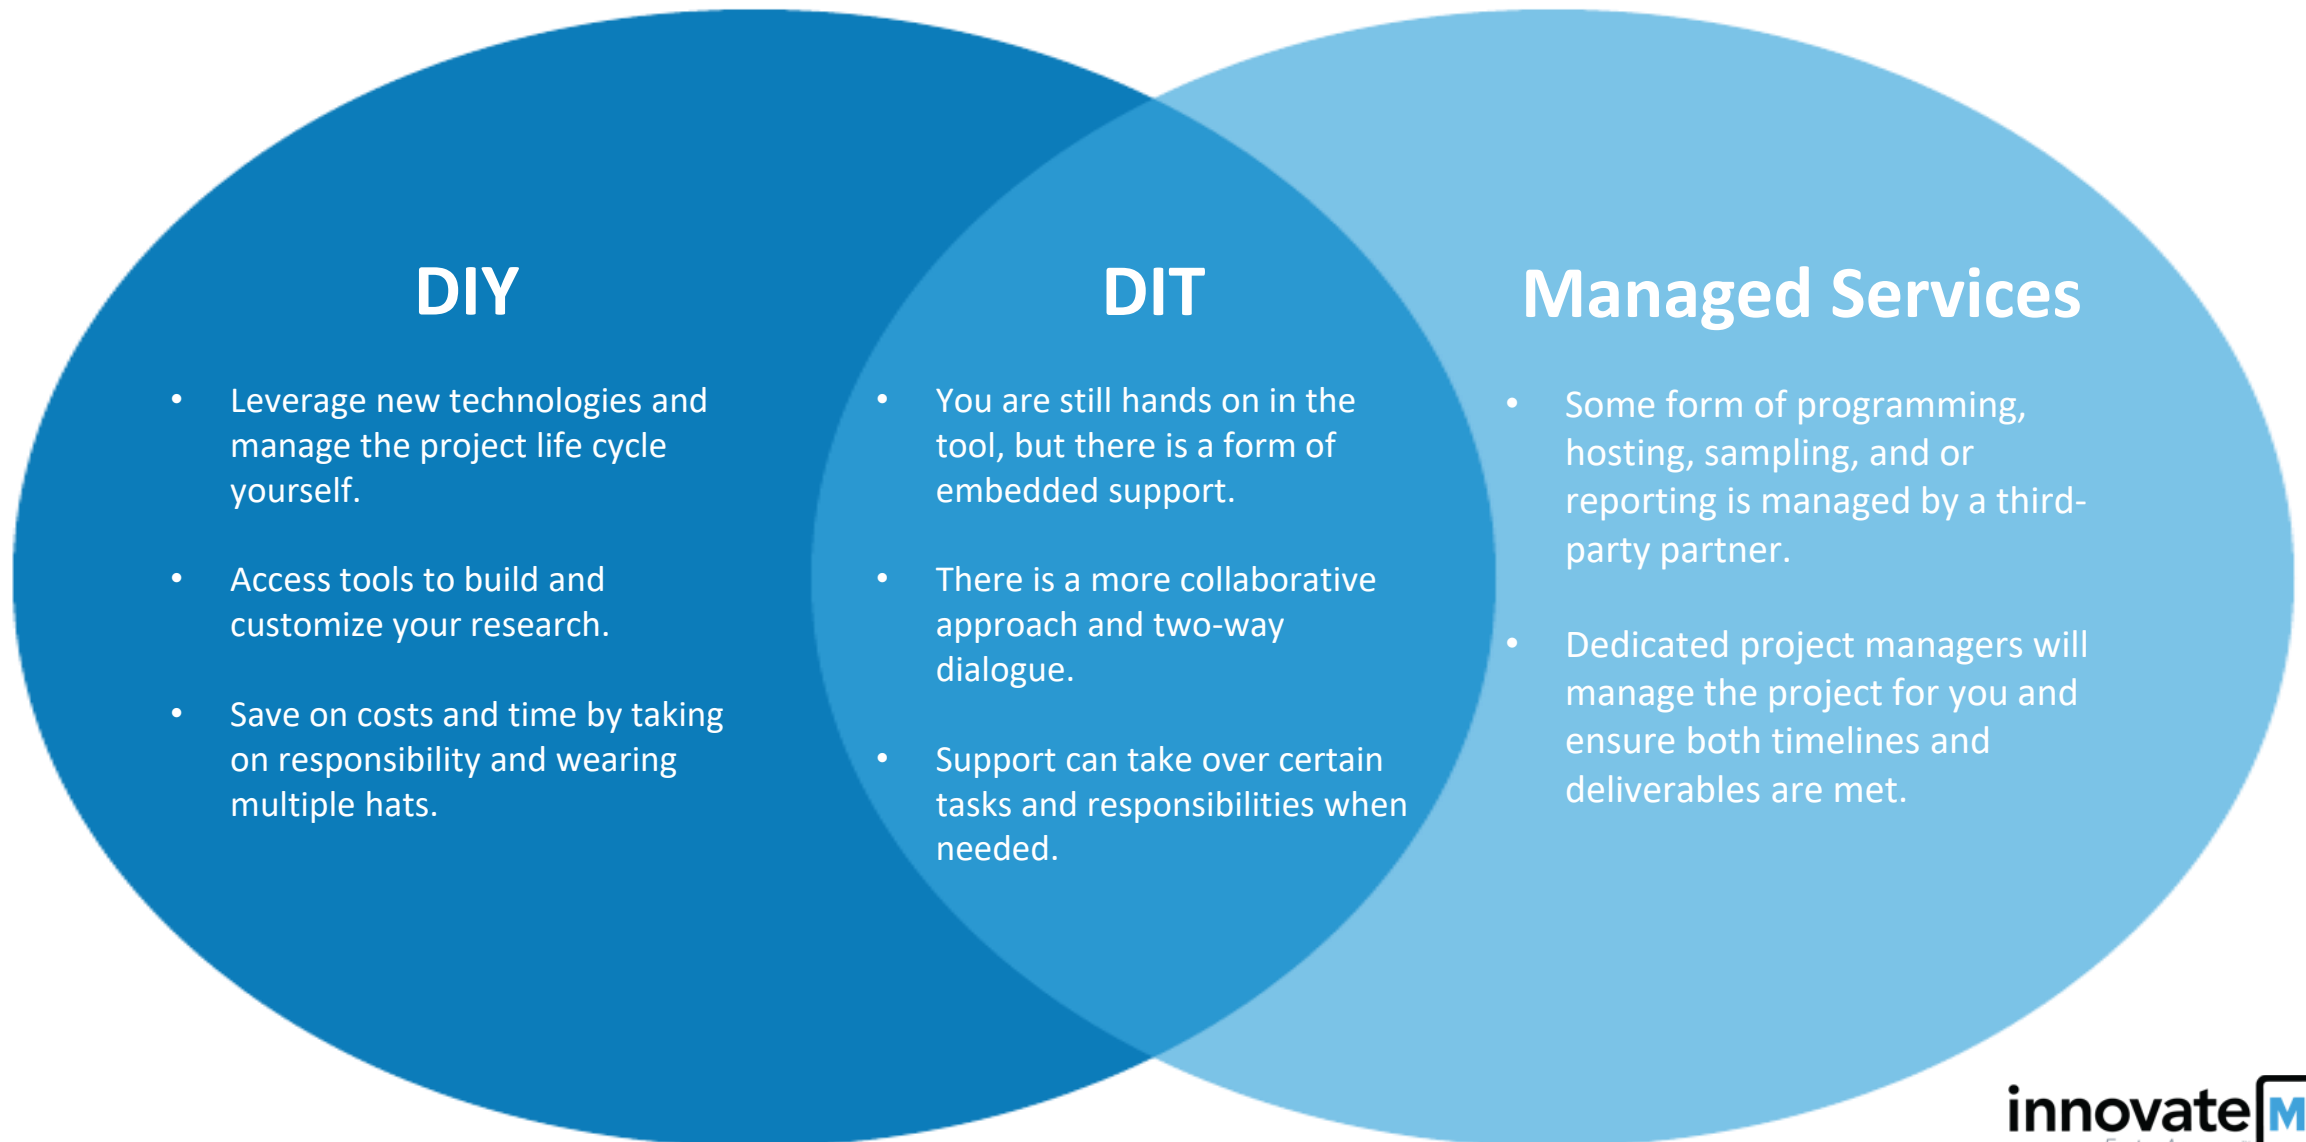 DIY
• Leverage new technologies and
manage the project life cycle
yourself.
• Access tools to build and
customize your research.
• Save on costs and time by taking
on responsibility and wearing
multiple hats.
DIT
• You are still hands on in the
tool, but there is a form of
embedded support.
• There is a more collaborative
approach and two-way
dialogue.
• Support can take over certain
tasks and responsibilities when
needed.
Managed Services
• Some form of programming,
hosting, sampling, and or
reporting is managed by a third-
party partner.
• Dedicated project managers will
manage the project for you and
ensure both timelines and
deliverables are met.
innovate M